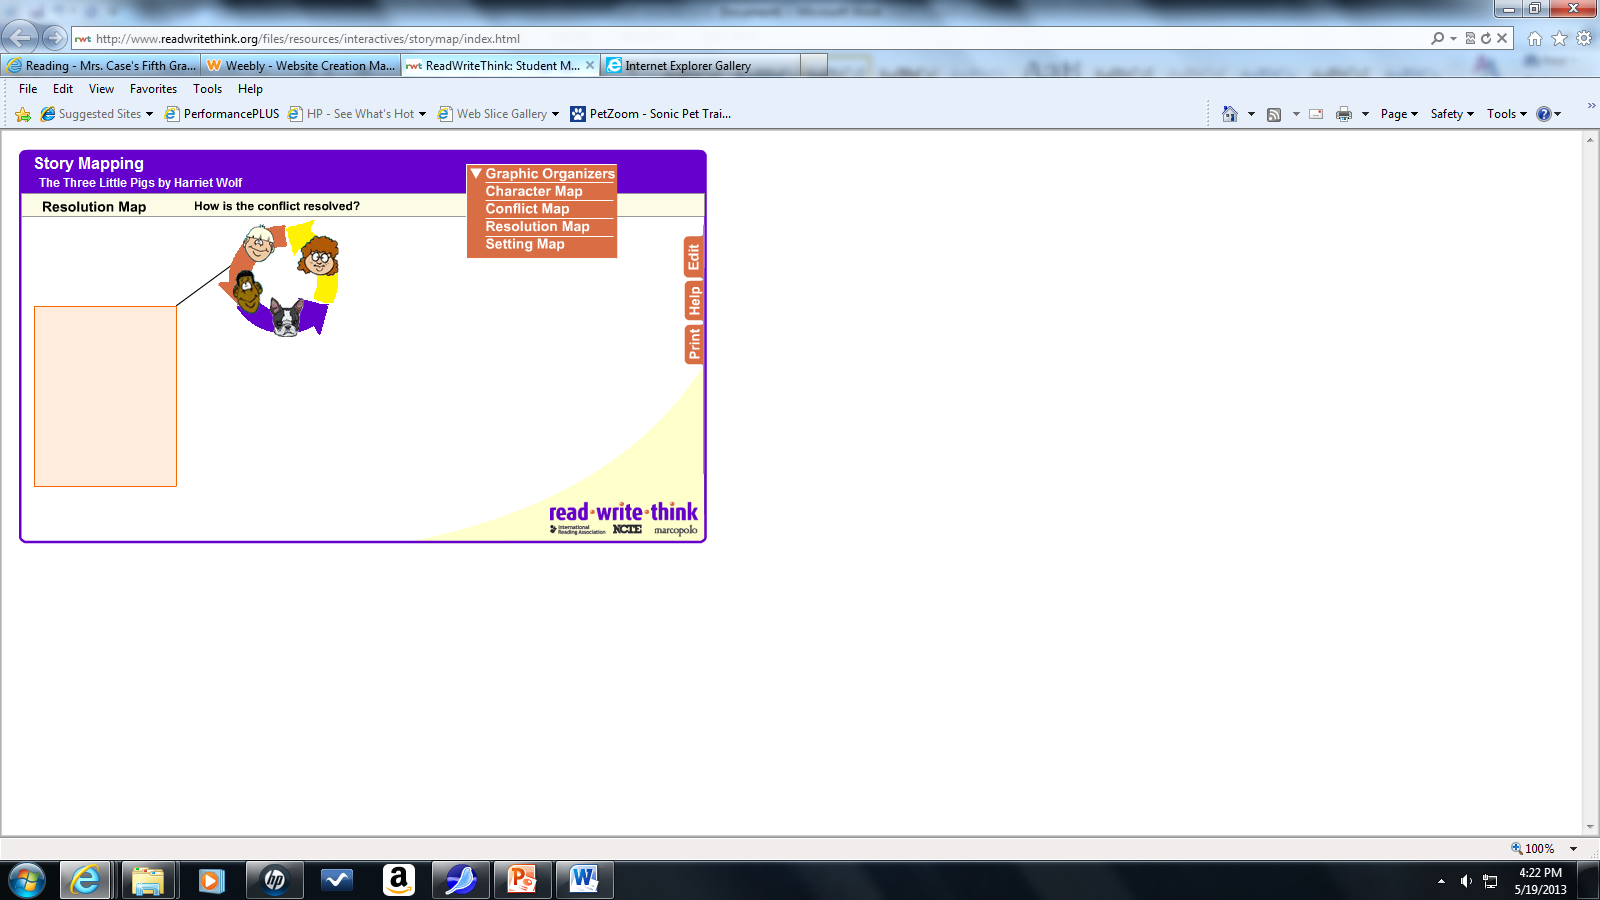 http://www.readwritethink.org/files/resources/interactives/storymap/index.html
Reading - Mrs. Case's Fifth Gra...
Weebly - Website Creation Ma...
rwt ReadWriteThink: Student M...
Internet Explorer Gallery
File Edit View Favorites Tools Help
Suggested Sites PerformancePLUS HP - See What's Hot Web Slice Gallery PetZoom - Sonic Pet Trai...
Page Safety Tools
Story Mapping
The Three Little Pigs by Harriet Wolf
Graphic Organizers
Character Map
Conflict Map
Resolution Map
Setting Map
Resolution Map How is the conflict resolved?
Edit
Help
Print
read·write·think
International
Reading Association
NCTE
marcopolo
100%
4:22 PM
5/19/2013